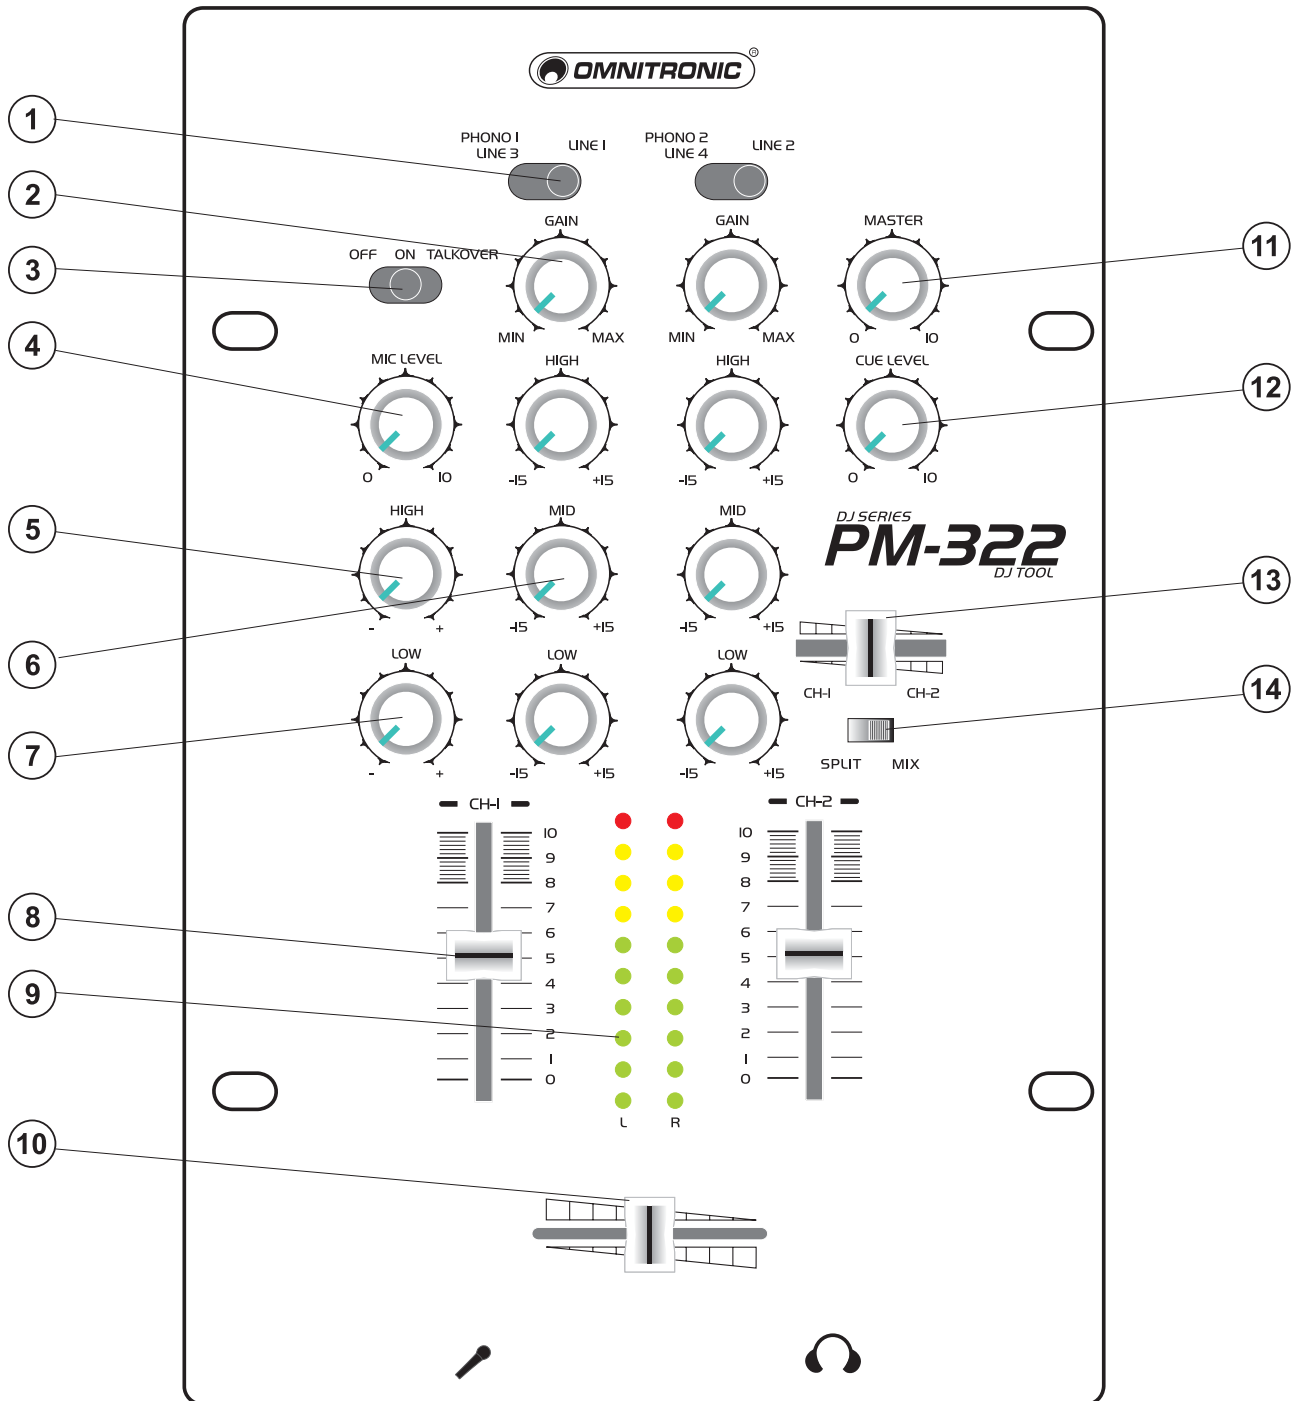 OMNITRONIC®
1
PHONO 1
LINE 3
LINE 1
PHONO 2
LINE 4
LINE 2
2
GAIN
GAIN
MASTER
11
3
OFF ON TALKOVER
MIN MAX
MIN MAX
0 10
4
MIC LEVEL
HIGH
HIGH
CUE LEVEL
12
0 10
-15 +15
-15 +15
0 10
5
HIGH
MID
MID
DJ SERIES
PM-322
DJ TOOL
13
- +
-15 +15
-15 +15
6
LOW
LOW
LOW
CH-1 CH-2
14
7
- +
-15 +15
-15 +15
SPLIT MIX
CH-1
CH-2
10
9
8
7
6
5
4
3
2
1
0
10
9
8
7
6
5
4
3
2
1
0
8
9
L R
10